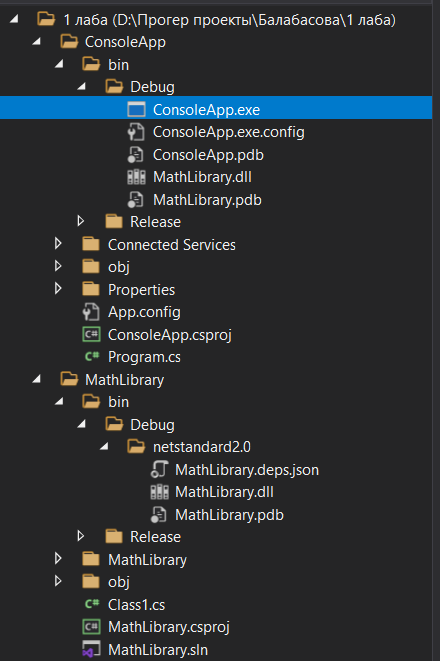 1 лаба (D:\Прогер проекты\Балабасова\1 лаба)
ConsoleApp
bin
Debug
ConsoleApp.exe
ConsoleApp.exe.config
ConsoleApp.pdb
MathLibrary.dll
MathLibrary.pdb
Release
Connected Services
obj
Properties
App.config
ConsoleApp.csproj
Program.cs
MathLibrary
bin
Debug
netstandard2.0
MathLibrary.deps.json
MathLibrary.dll
MathLibrary.pdb
Release
MathLibrary
obj
Class1.cs
MathLibrary.csproj
MathLibrary.sln